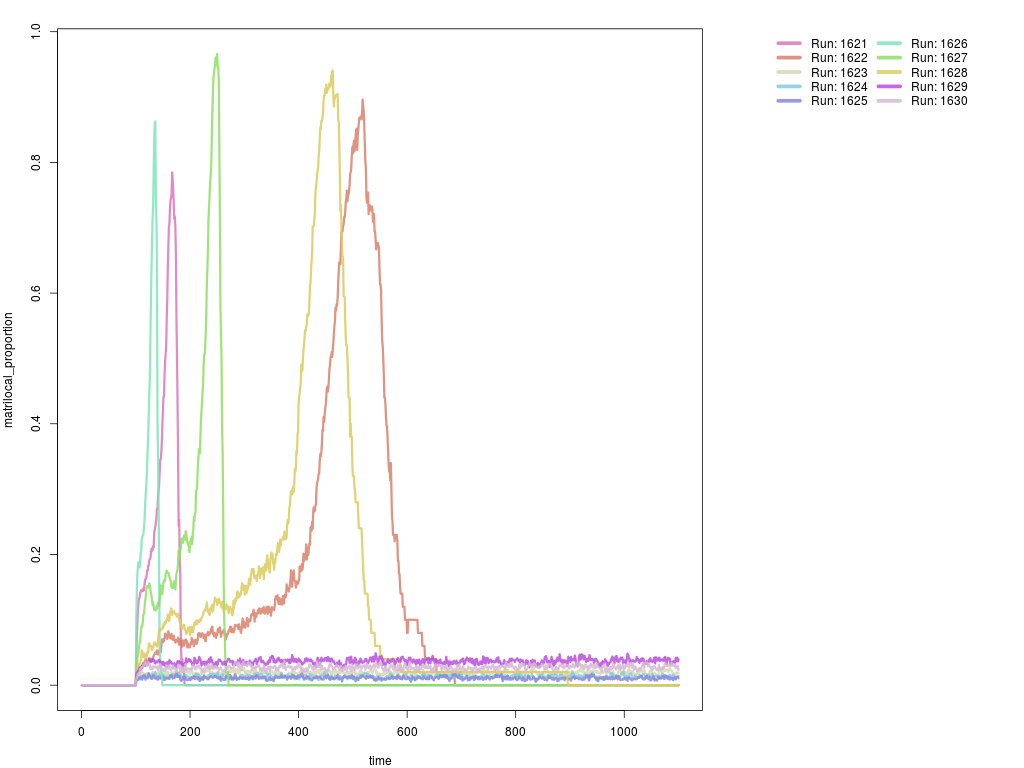 Run: 1621 Run: 1626
Run: 1622 Run: 1627
Run: 1623 Run: 1628
Run: 1624 Run: 1629
Run: 1625 Run: 1630
1.0
0.8
0.6
0.4
0.2
0.0
matrilocal_proportion
0 200 400 600 800 1000
time